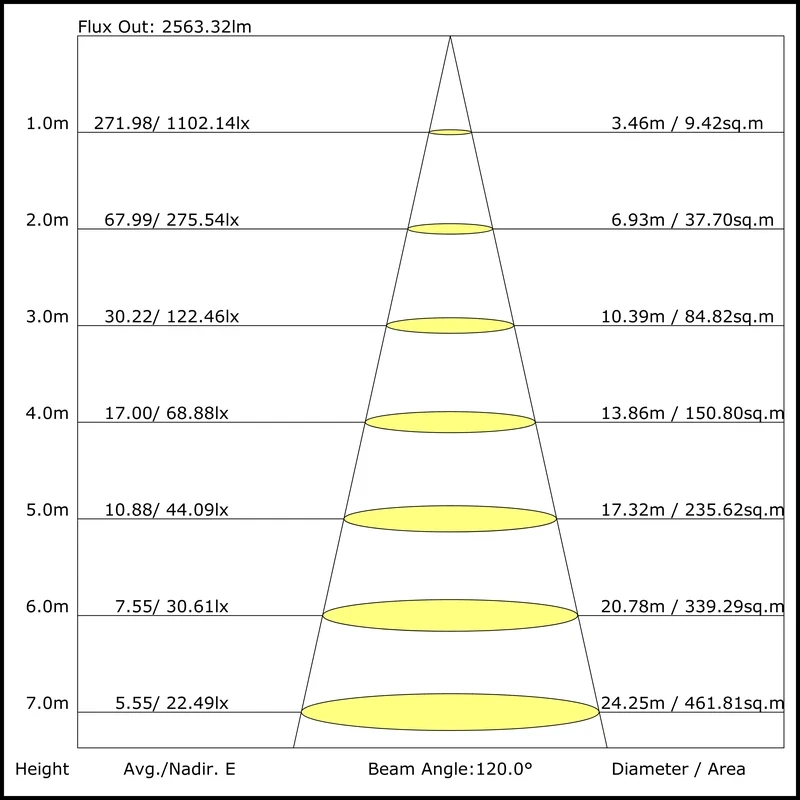 Flux Out: 2563.32lm
1.0m 271.98/ 1102.14lx 3.46m / 9.42sq.m
2.0m 67.99/ 275.54lx 6.93m / 37.70sq.m
3.0m 30.22/ 122.46lx 10.39m / 84.82sq.m
4.0m 17.00/ 68.88lx 13.86m / 150.80sq.m
5.0m 10.88/ 44.09lx 17.32m / 235.62sq.m
6.0m 7.55/ 30.61lx 20.78m / 339.29sq.m
7.0m 5.55/ 22.49lx 24.25m / 461.81sq.m
Height Avg./Nadir. E Beam Angle:120.0° Diameter / Area